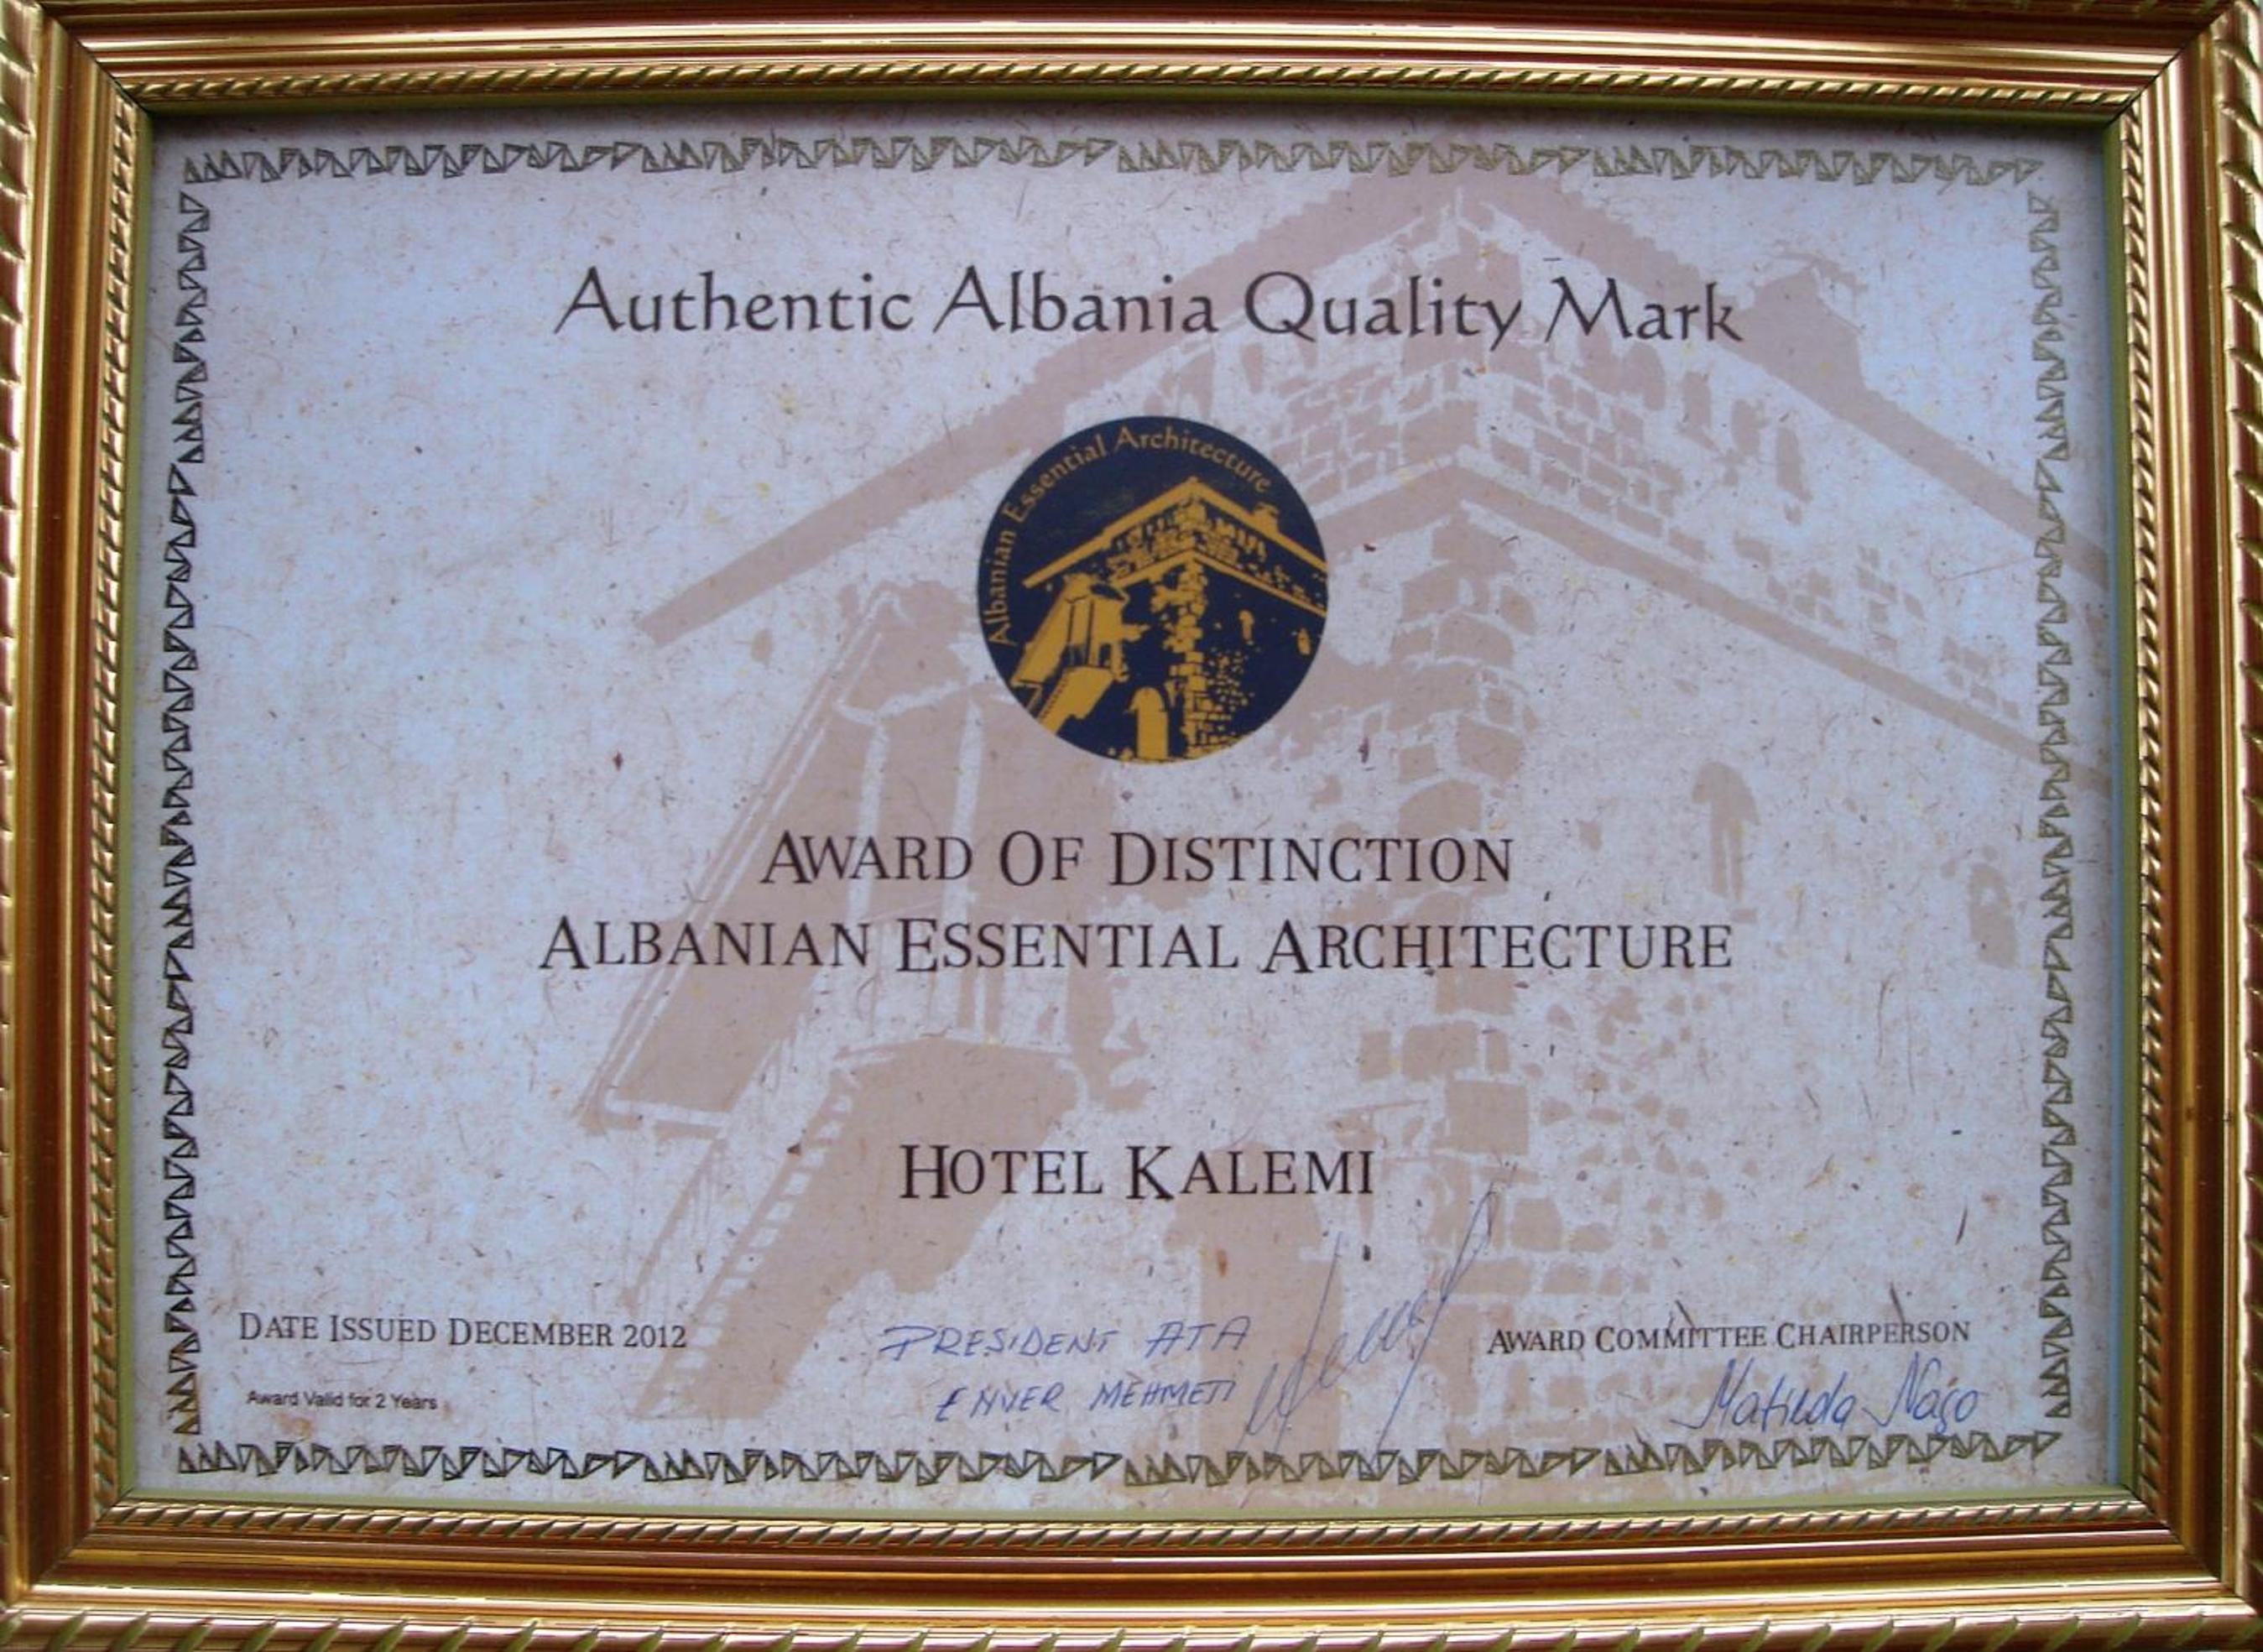 Authentic Albania Quality Mark
Albanian Essential Architecture
AWARD OF DISTINCTION
ALBANIAN ESSENTIAL ARCHITECTURE
HOTEL KALEMI
DATE ISSUED DECEMBER 2012
Award Valid for 2 Years
PRESIDENT ATA
ENVER MEHMETI
AWARD COMMITTEE CHAIRPERSON
Matilda Naço